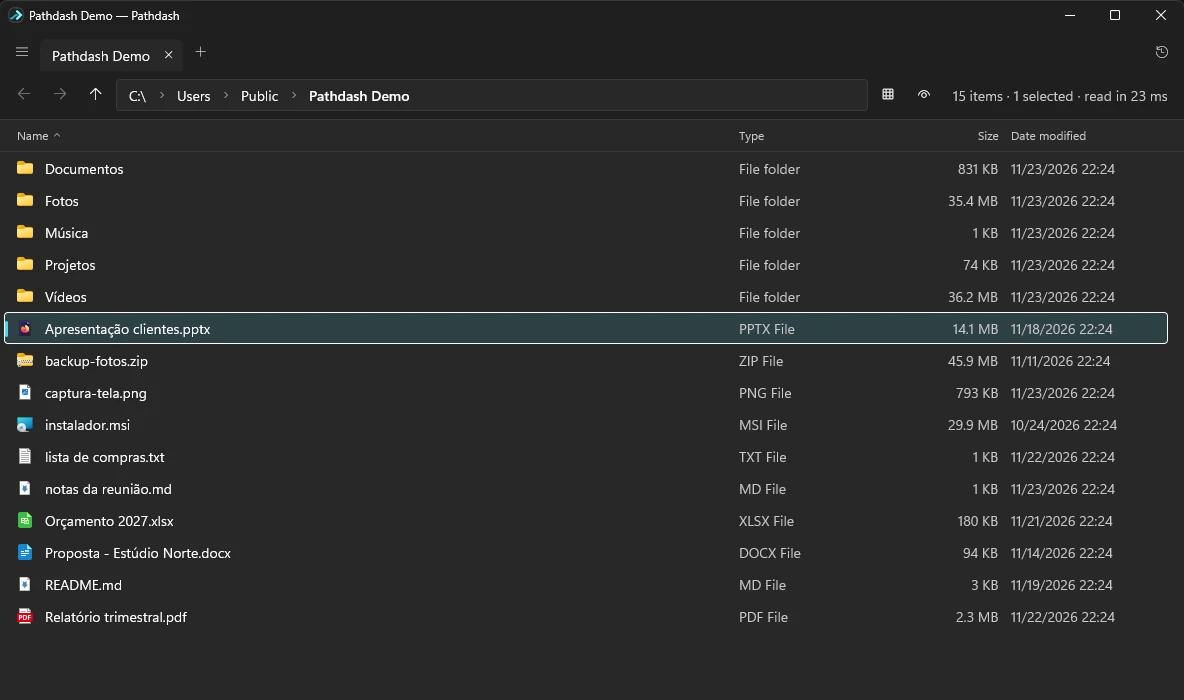 Pathdash Demo — Pathdash
Pathdash Demo
C:\ Users Public Pathdash Demo
15 items · 1 selected · read in 23 ms
Name Type Size Date modified
Documentos File folder 831 KB 11/23/2026 22:24
Fotos File folder 35.4 MB 11/23/2026 22:24
Música File folder 1 KB 11/23/2026 22:24
Projetos File folder 74 KB 11/23/2026 22:24
Vídeos File folder 36.2 MB 11/23/2026 22:24
Apresentação clientes.pptx PPTX File 14.1 MB 11/18/2026 22:24
backup-fotos.zip ZIP File 45.9 MB 11/11/2026 22:24
captura-tela.png PNG File 793 KB 11/23/2026 22:24
instalador.msi MSI File 29.9 MB 10/24/2026 22:24
lista de compras.txt TXT File 1 KB 11/22/2026 22:24
notas da reunião.md MD File 1 KB 11/23/2026 22:24
Orçamento 2027.xlsx XLSX File 180 KB 11/21/2026 22:24
Proposta - Estúdio Norte.docx DOCX File 94 KB 11/14/2026 22:24
README.md MD File 3 KB 11/19/2026 22:24
PDF Relatório trimestral.pdf PDF File 2.3 MB 11/22/2026 22:24